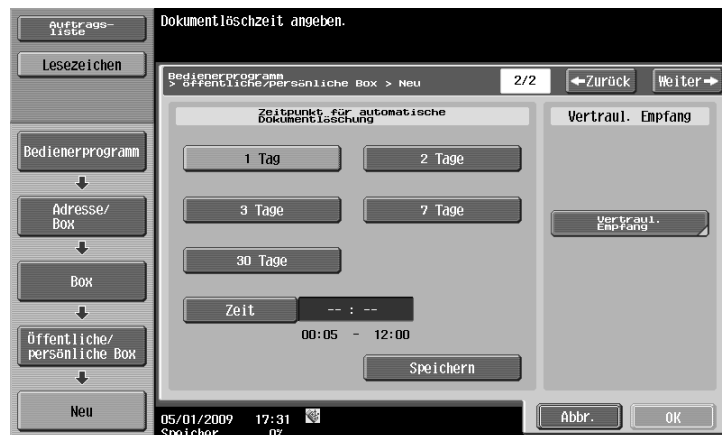 Auftrags-
liste
Lesezeichen
Bedienerprogramm
Adresse/
Box
Box
Öffentliche/
persönliche Box
Neu
Dokumentlöschzeit angeben.
Bedienerprogramm
> öffentliche/persönliche Box > Neu
2/2
←Zurück
Weiter→
Zeitpunkt für automatische
Dokumentlöschung
1 Tag
2 Tage
3 Tage
7 Tage
30 Tage
Zeit
-- : --
00:05 - 12:00
Speichern
Vertraul. Empfang
Vertraul.
Empfang
05/01/2009 17:31
Speicher 0%
Abbr.
OK